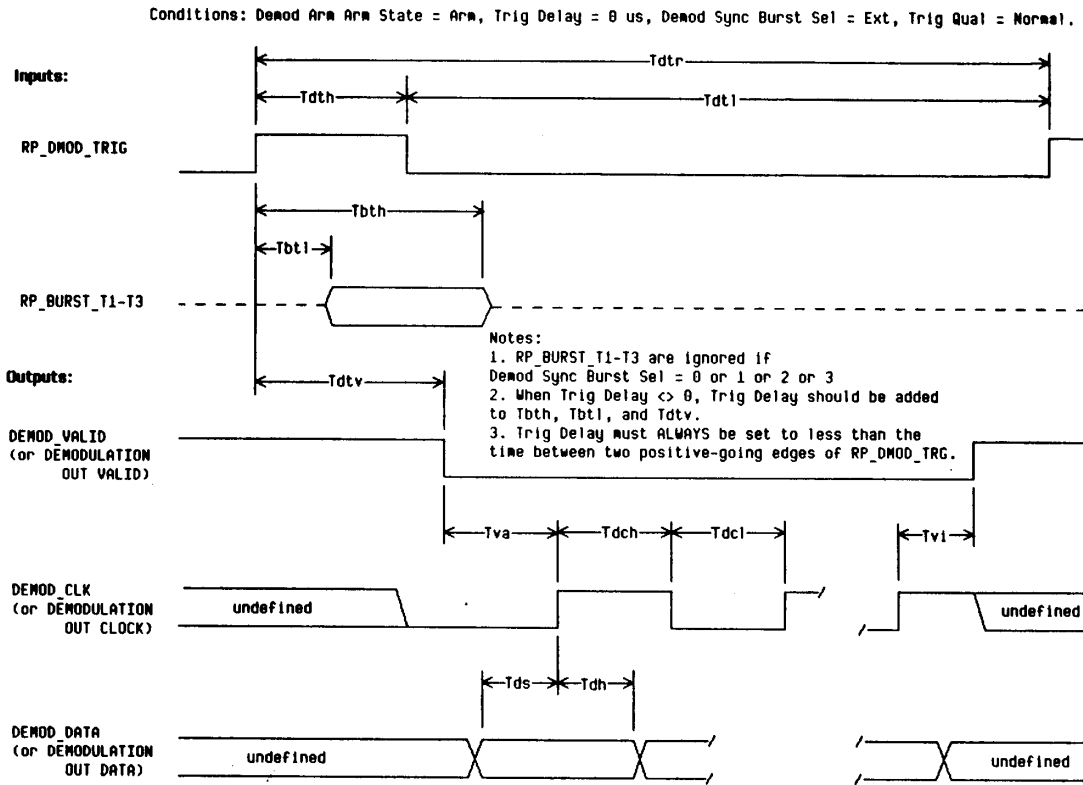 Conditions: Demod Arm Arm State = Arm, Trig Delay = 0 us, Demod Sync Burst Sel = Ext, Trig Qual = Normal.
Tdtr
Inputs:
Tdth
Tdtl
RP_DMOD_TRIG
Tbth
Tbtl
RP_BURST_T1-T3
Notes:
1. RP_BURST_T1-T3 are ignored if
Demod Sync Burst Sel = 0 or 1 or 2 or 3
2. When Trig Delay <> 0, Trig Delay should be added
to Tbth, Tbtl, and Tdtv.
3. Trig Delay must ALWAYS be set to less than the
time between two positive-going edges of RP_DMOD_TRG.
Outputs:
Tdtv
DEMOD_VALID
(or DEMODULATION
OUT VALID)
Tva
Tdch
Tdcl
Tvi
DEMOD_CLK
(or DEMODULATION
OUT CLOCK)
undefined
undefined
Tds
Tdh
DEMOD_DATA
(or DEMODULATION
OUT DATA)
undefined
undefined